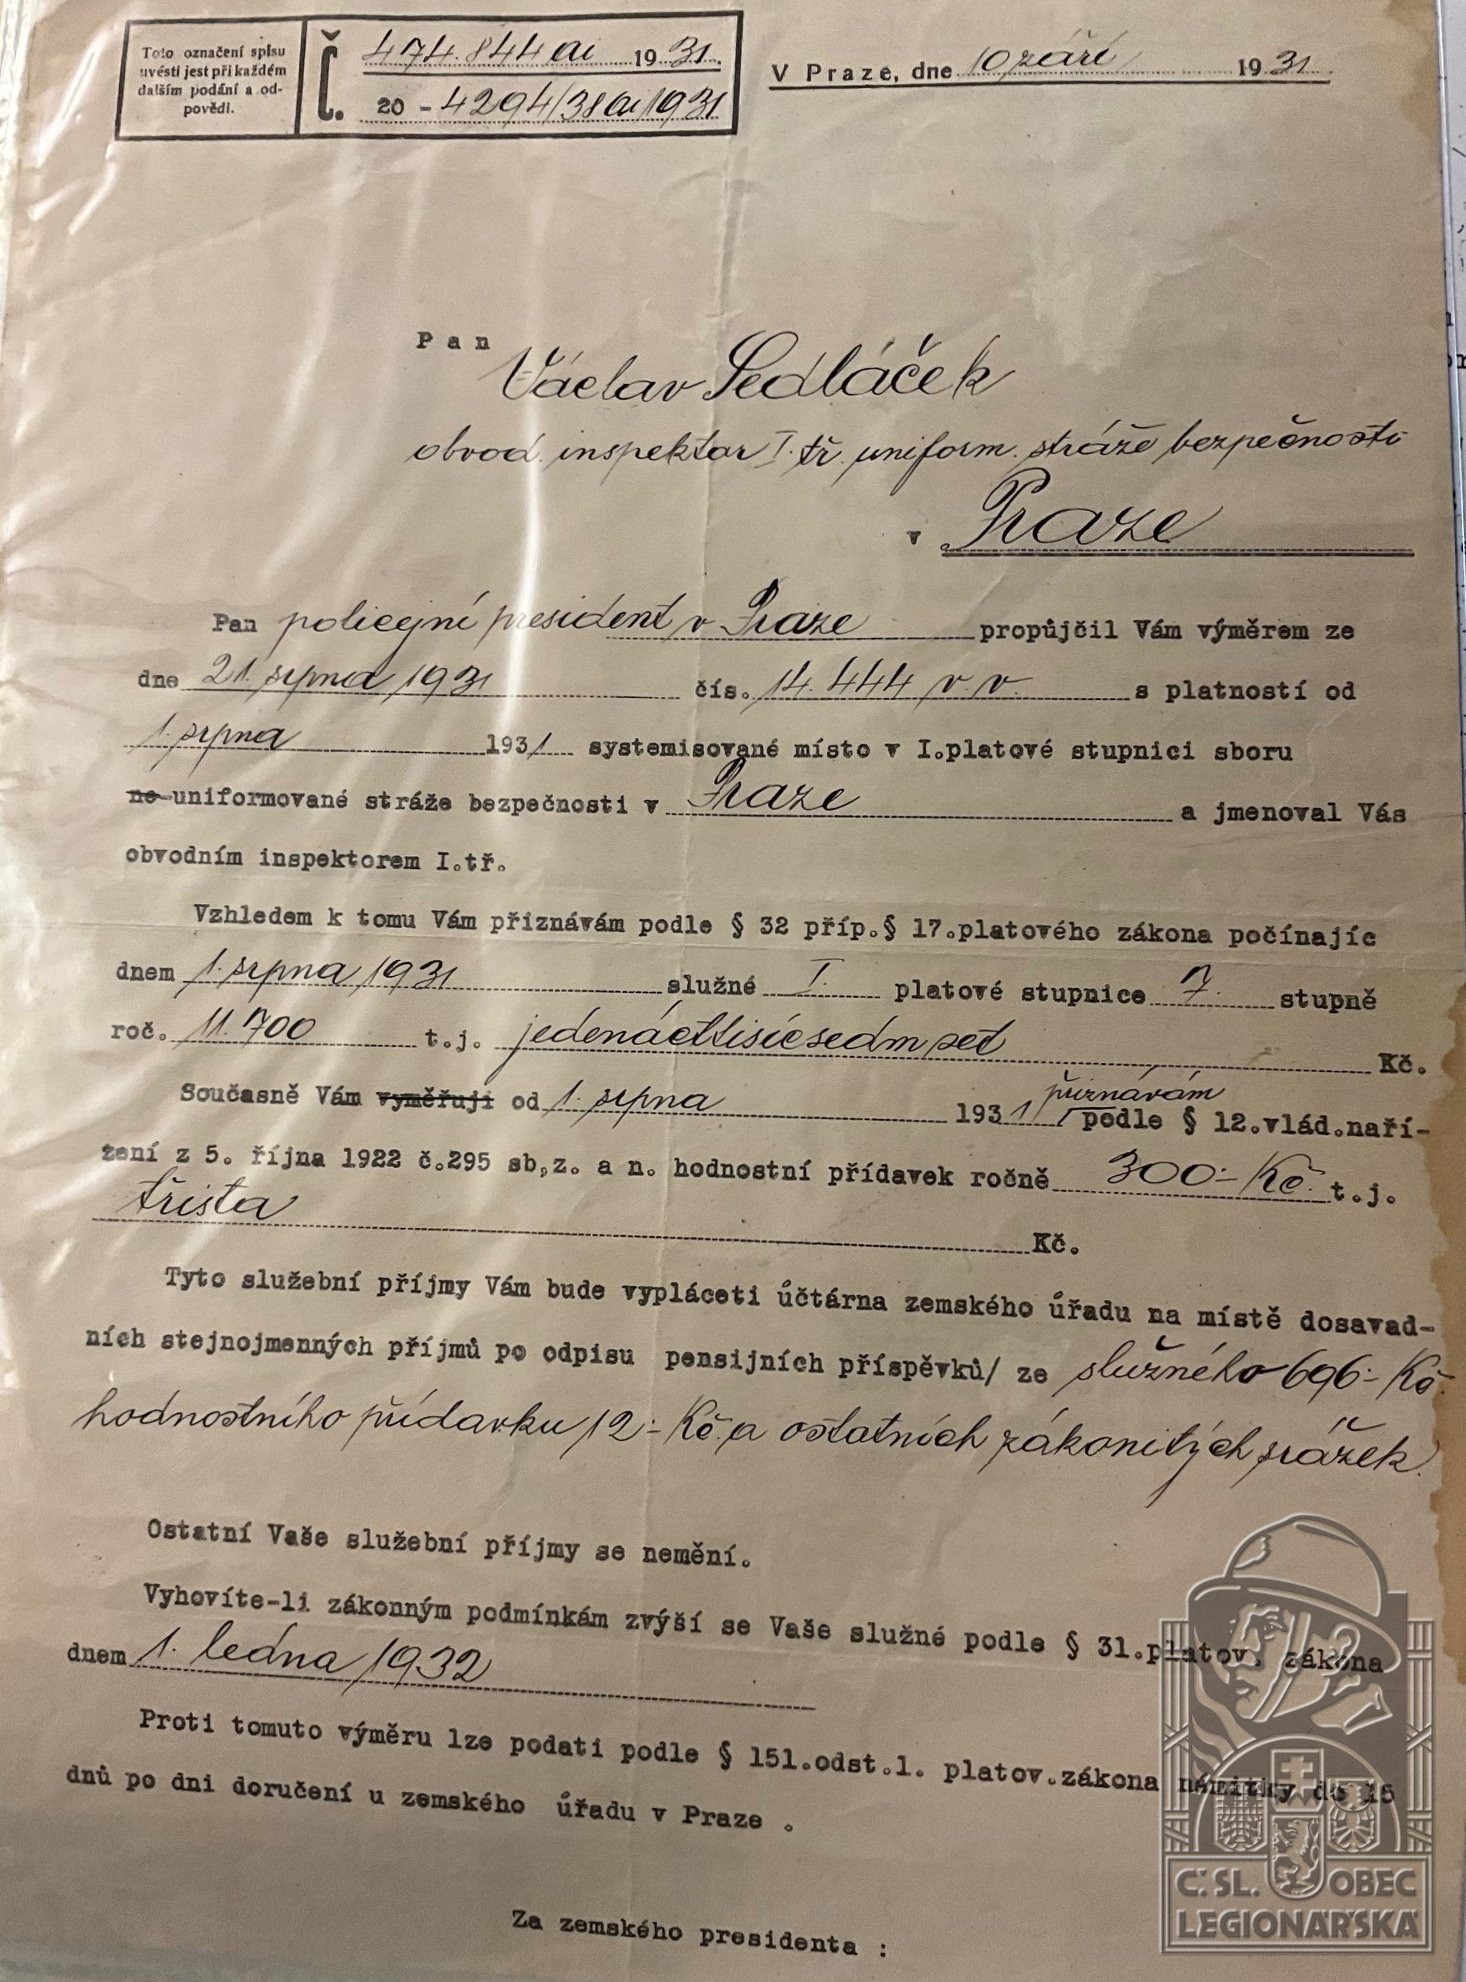 Toto označení spisu
uvésti jest při každém
dalším podání a od-
povědi.
Č. 474.844 ai 1931.
20 - 4294/38 ai 1931
V Praze, dne 10 září 1931.
Pan
Václav Sedláček
obvod. inspektor I. tř. uniform. stráže bezpečnosti
v Praze
Pan policejní president v Praze propůjčil Vám výměrem ze
dne 21. srpna 1931 čís. 14.444 v.v. s platností od
1. srpna 1931 systemisované místo v I.platové stupnici sboru
ne-uniformované stráže bezpečnosti v Praze a jmenoval Vás
obvodním inspektorem I.tř.
Vzhledem k tomu Vám přiznávám podle § 32 příp.§ 17.platového zákona počínajíc
dnem 1. srpna 1931 služné I. platové stupnice 7. stupně
roč. 11.700 t.j. jedenácttisícsedmset Kč.
Současně Vám vyměřuji od 1. srpna 1931 přiznávám podle § 12.vlád.naří-
zení z 5. října 1922 č.295 sb,z. a n. hodnostní přídavek ročně 300.- Kč. t.j.
třista Kč.
Tyto služební příjmy Vám bude vypláceti účtárna zemského úřadu na místě dosavad-
ních stejnojmenných příjmů po odpisu pensijních příspěvků/ ze služného 696.- Kč.
hodnostního přídavku 12.- Kč. a ostatních zákonitých srážek.
Ostatní Vaše služební příjmy se nemění.
Vyhovíte-li zákonným podmínkám zvýší se Vaše služné podle § 31.platov. zákona
dnem 1. ledna 1932
Proti tomuto výměru lze podati podle § 151.odst.1. platov.zákona námitky do 15
dnů po dni doručení u zemského úřadu v Praze .
Za zemského presidenta :
Č.SL. OBEC
LEGIONÁŘSKÁ